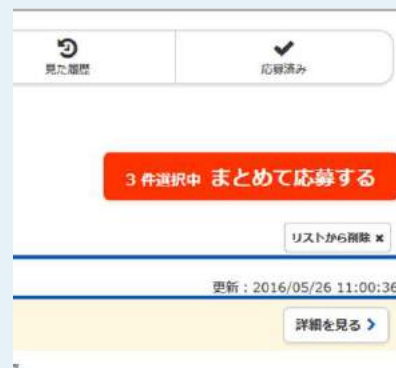 見た履歴
応募済み
3 件選択中 まとめて応募する
リストから削除 ×
更新：2016/05/26 11:00:36
詳細を見る